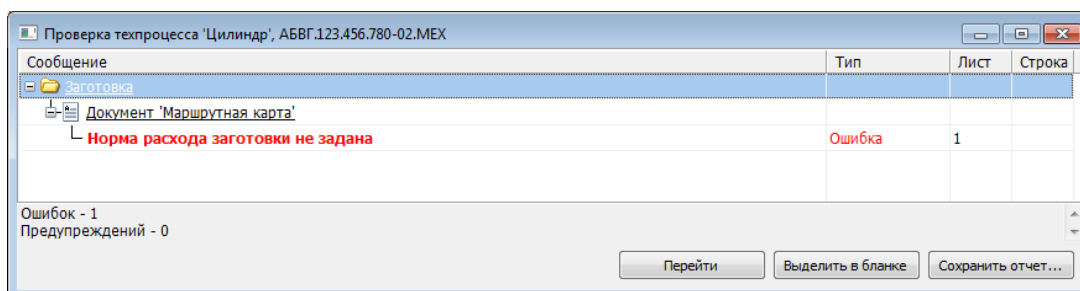 Проверка техпроцесса 'Цилиндр', АБВГ.123.456.780-02.МЕХ
Сообщение Тип Лист Строка
Заготовка
Документ 'Маршрутная карта'
Норма расхода заготовки не задана Ошибка 1
Ошибок - 1
Предупреждений - 0
Перейти Выделить в бланке Сохранить отчет...